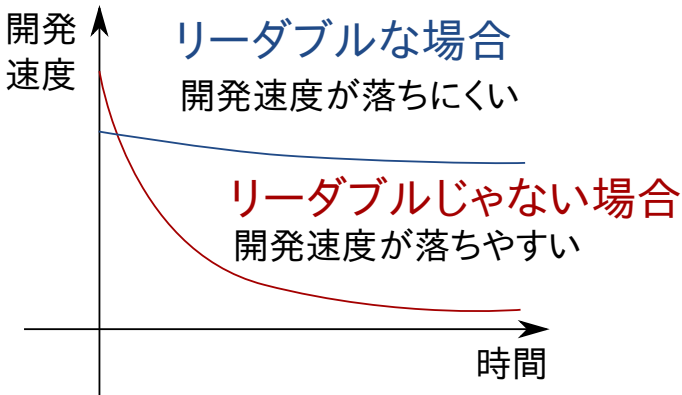 開発
速度
リーダブルな場合
開発速度が落ちにくい
リーダブルじゃない場合
開発速度が落ちやすい
時間